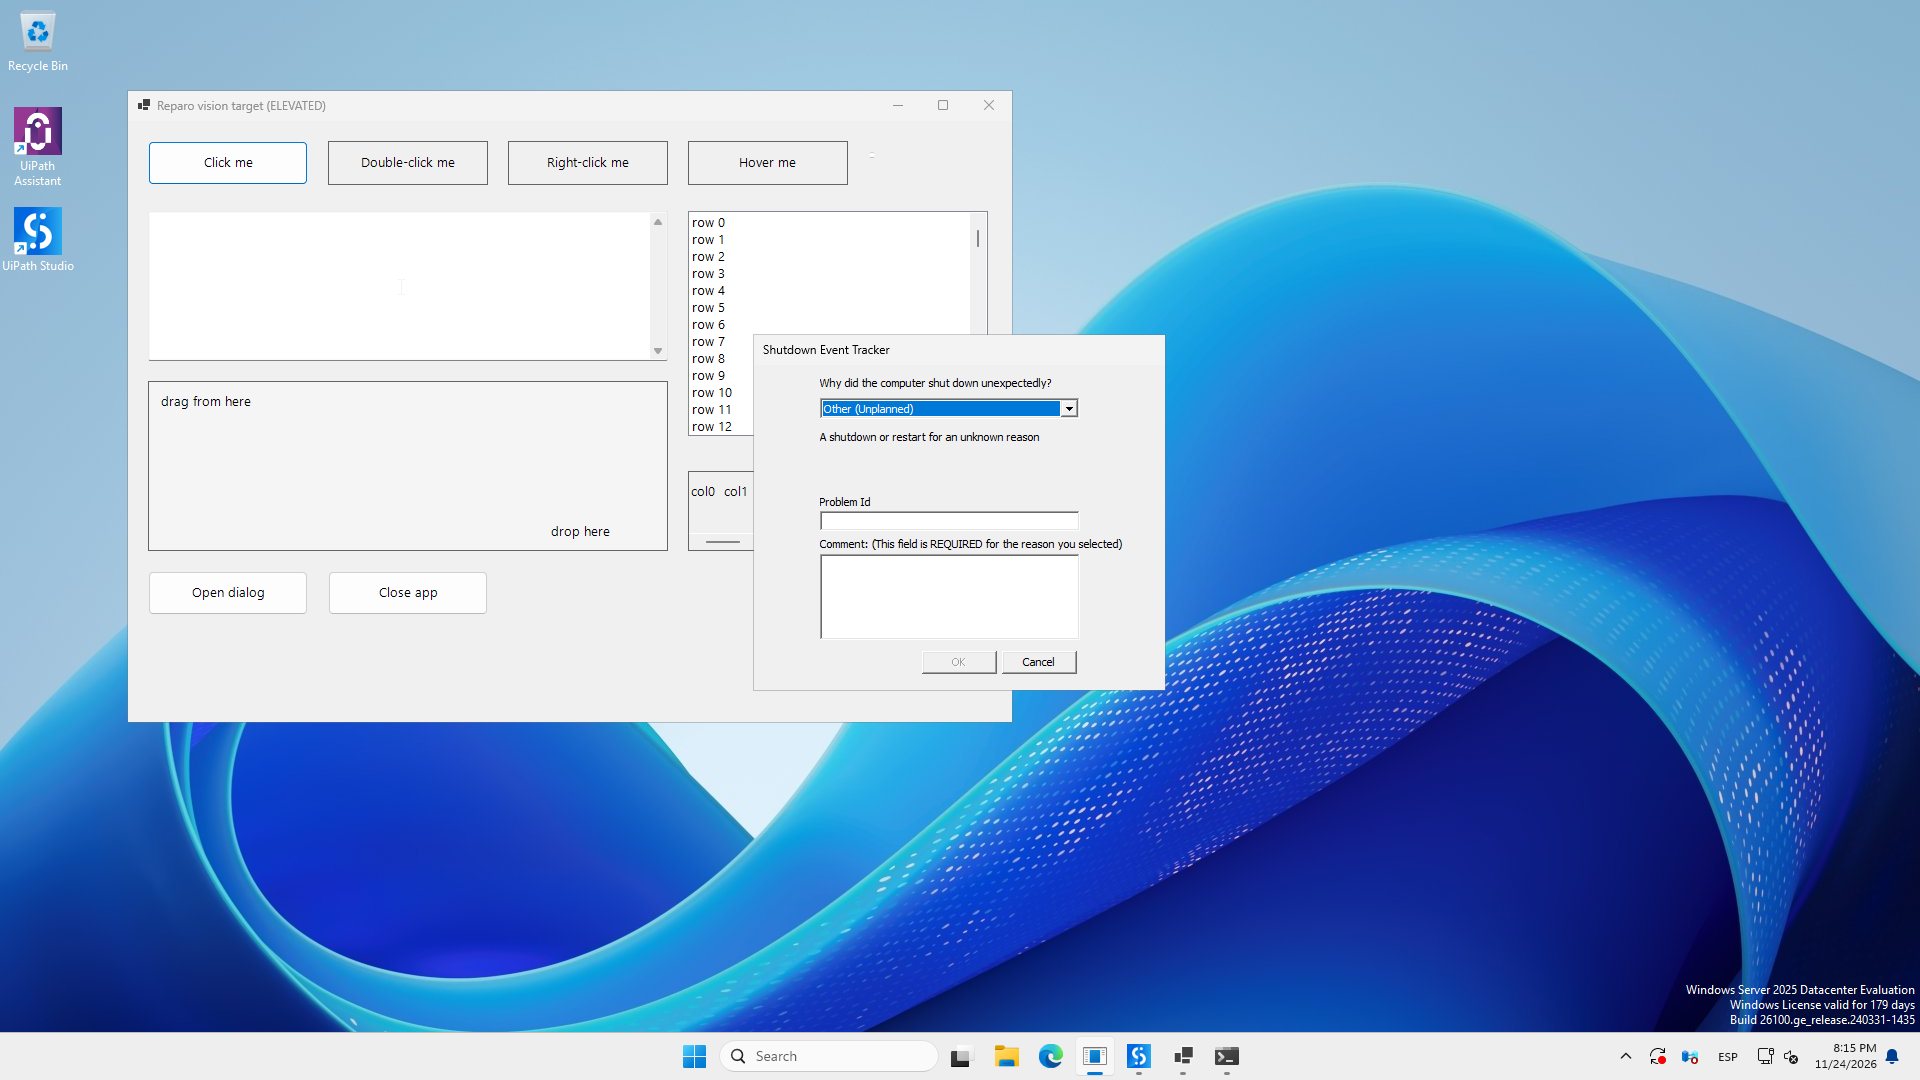 Recycle Bin
UiPath
Assistant
UiPath Studio
Reparo vision target (ELEVATED)
Click me
Double-click me
Right-click me
Hover me
-
row 0
row 1
row 2
row 3
row 4
row 5
row 6
row 7
row 8
row 9
row 10
row 11
row 12
drag from here
drop here
col0 col1
Open dialog
Close app
Shutdown Event Tracker
Why did the computer shut down unexpectedly?
Other (Unplanned)
A shutdown or restart for an unknown reason
Problem Id
Comment: (This field is REQUIRED for the reason you selected)
OK
Cancel
Windows Server 2025 Datacenter Evaluation
Windows License valid for 179 days
Build 26100.ge_release.240331-1435
Search
ESP
8:15 PM
11/24/2026